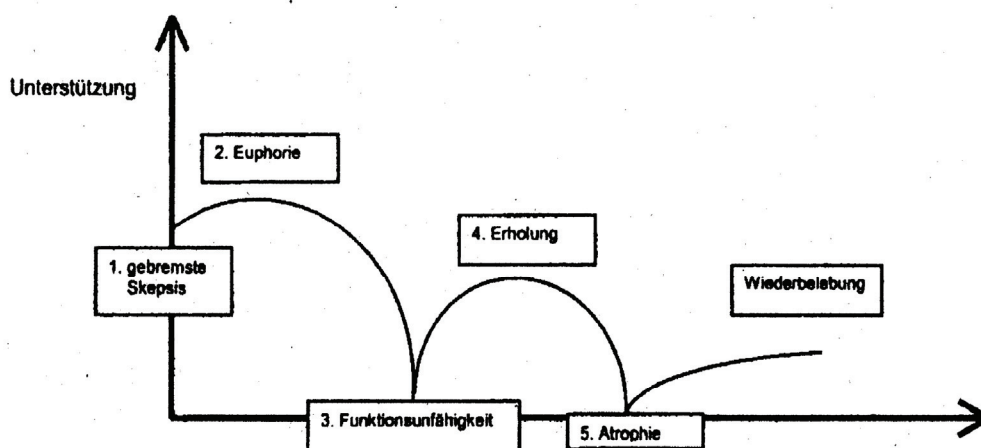 Unterstützung
2. Euphorie
1. gebremste
Skepsis
4. Erholung
Wiederbelebung
3. Funktionsunfähigkeit
5. Atrophie